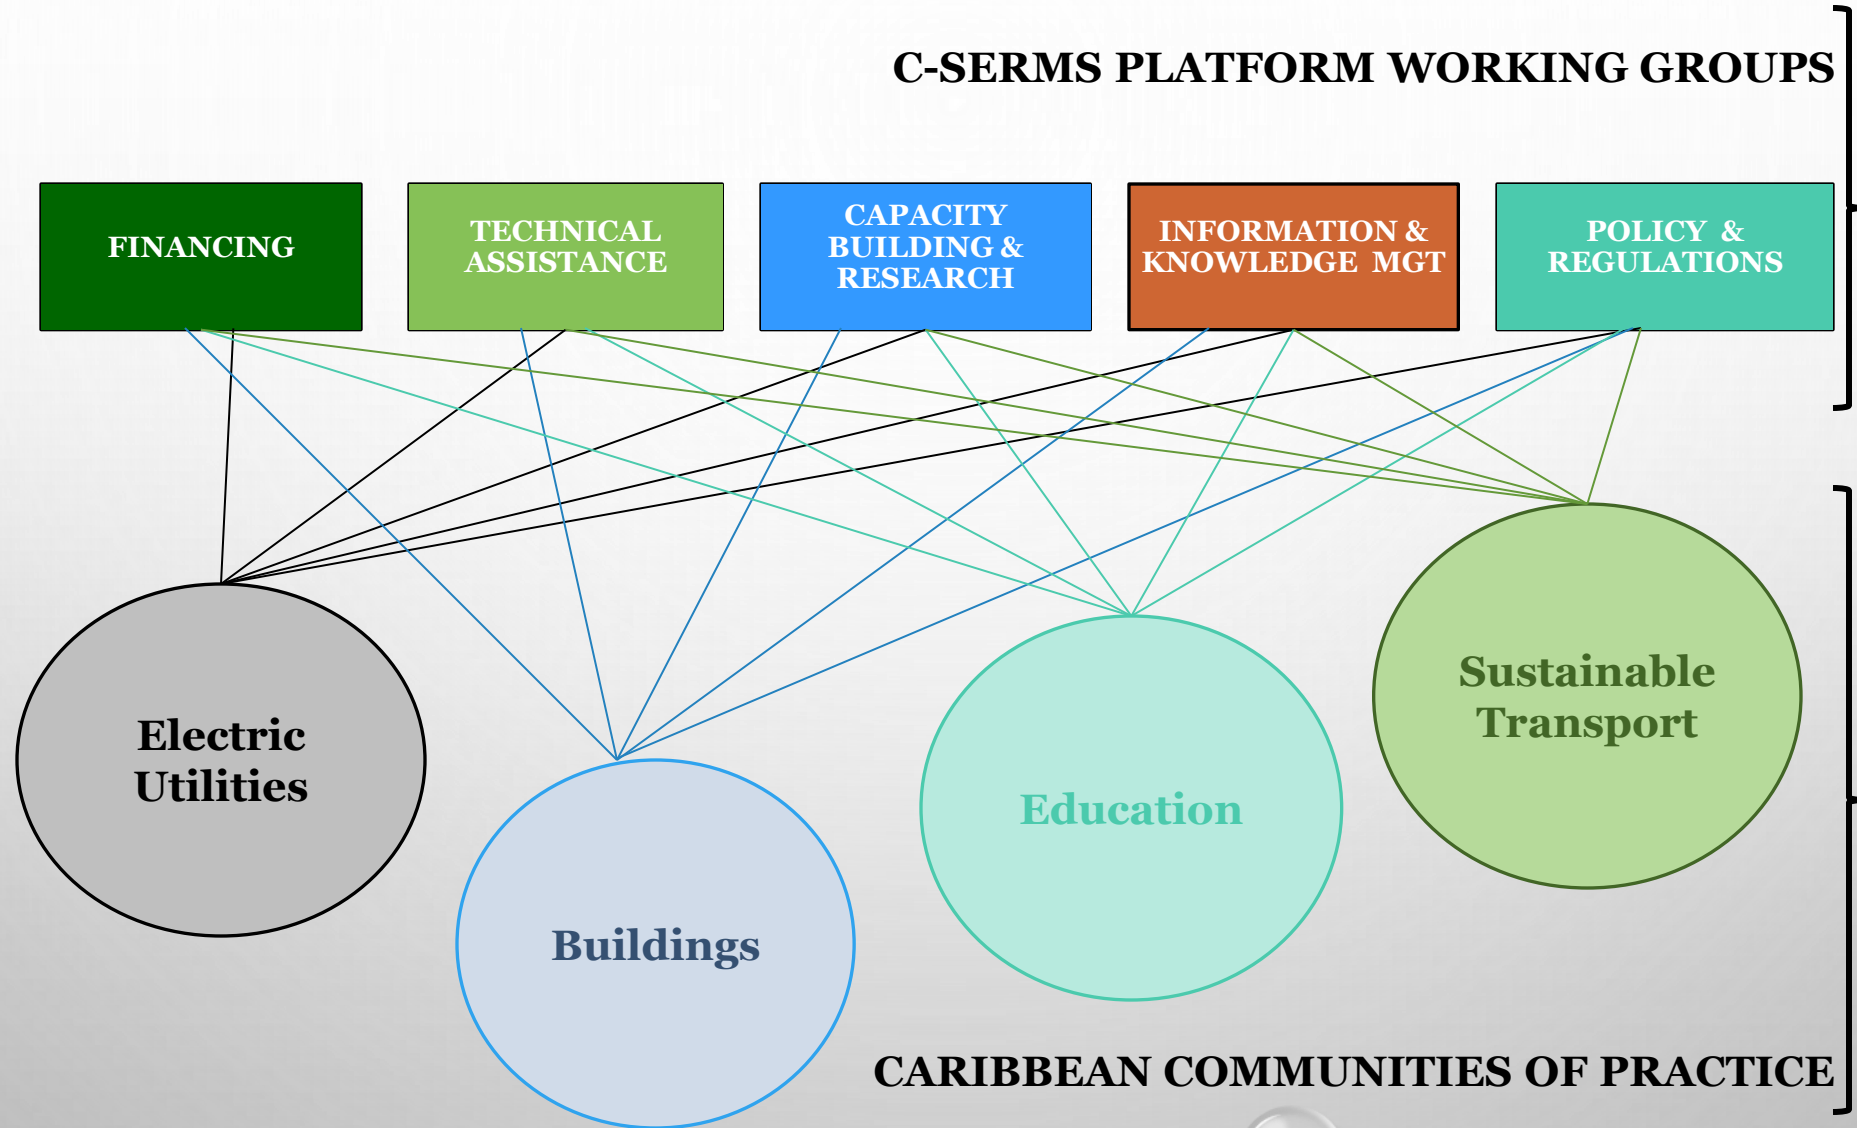 C-SERMS PLATFORM WORKING GROUPS
FINANCING
TECHNICAL
ASSISTANCE
CAPACITY
BUILDING &
RESEARCH
INFORMATION &
KNOWLEDGE MGT
POLICY &
REGULATIONS
Electric
Utilities
Buildings
Education
Sustainable
Transport
CARIBBEAN COMMUNITIES OF PRACTICE